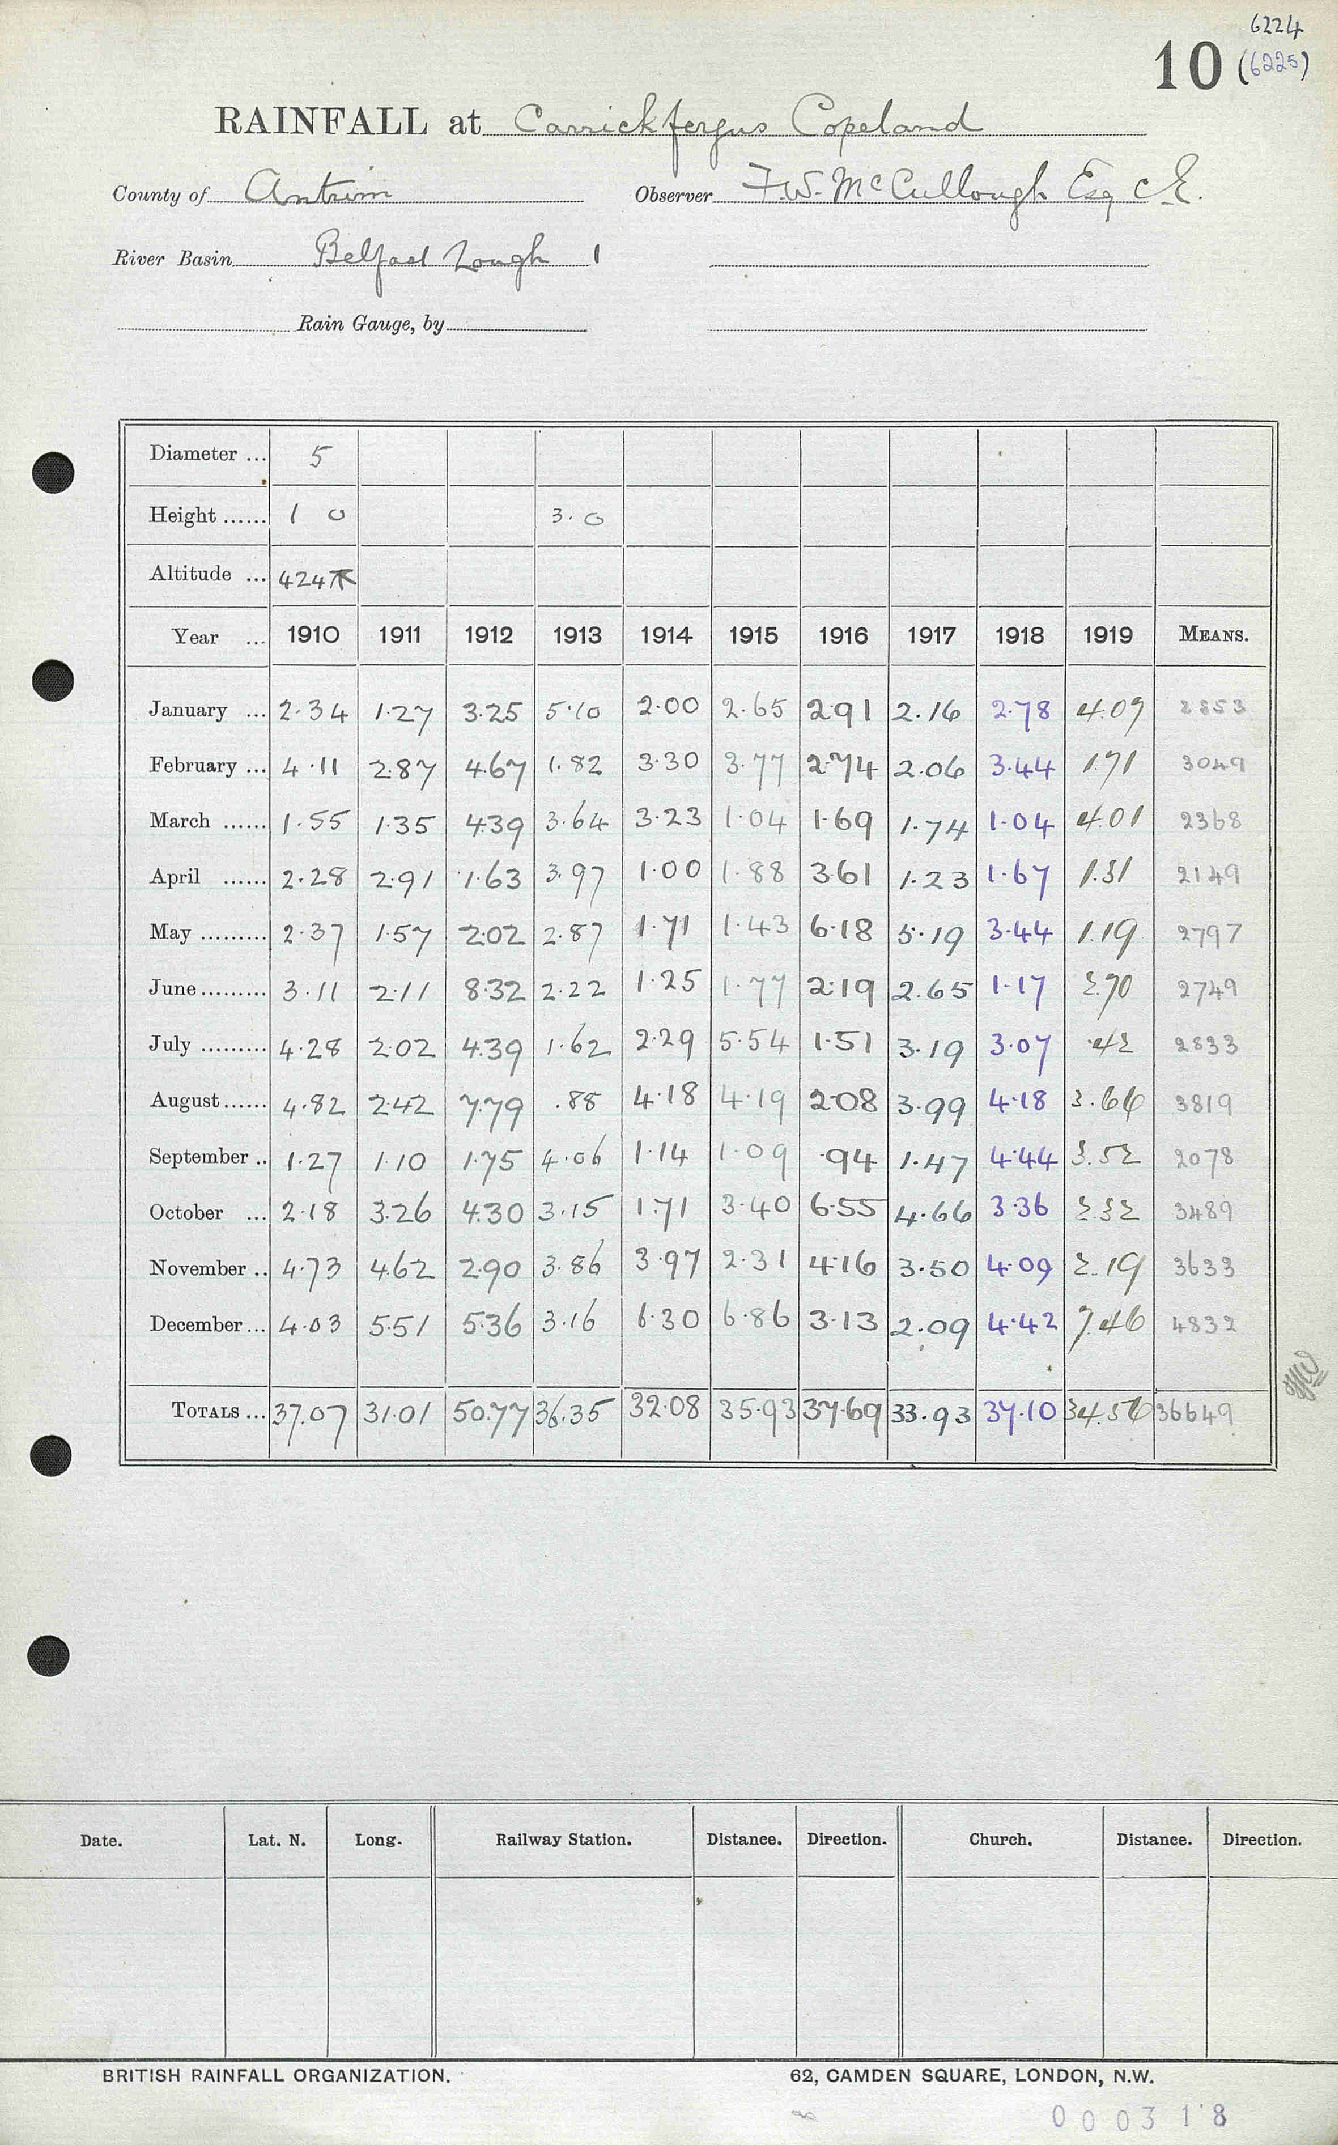 6224
10 (6225)
RAINFALL at Carrickfergus Copeland
County of Antrim Observer F.W. McCullough Esq C.E.
River Basin Belfast Lough 1
Rain Gauge, by
Diameter ... 5
Height ...... 1 0 3.0
Altitude ... 424
Year ... 1910 1911 1912 1913 1914 1915 1916 1917 1918 1919 MEANS.
January ... 2.34 1.27 3.25 5.10 2.00 2.65 2.91 2.16 2.78 4.07 2853
February ... 4.11 2.87 4.67 1.82 3.30 3.77 2.74 2.06 3.44 1.71 3049
March ...... 1.55 1.35 4.39 3.64 3.23 1.04 1.69 1.74 1.04 4.01 2368
April ...... 2.28 2.91 1.63 3.97 1.00 1.88 3.61 1.23 1.67 1.31 2149
May ......... 2.37 1.57 2.02 2.87 1.71 1.43 6.18 5.19 3.44 1.19 2797
June ......... 3.11 2.11 8.32 2.22 1.25 1.77 2.19 2.65 1.17 2.70 2749
July ......... 4.28 2.02 4.39 1.62 2.29 5.54 1.51 3.19 3.07 .42 2833
August ...... 4.82 2.42 7.79 .88 4.18 4.19 2.08 3.99 4.18 3.66 3819
September .. 1.27 1.10 1.75 4.06 1.14 1.09 .94 1.47 4.44 3.52 2078
October ... 2.18 3.26 4.30 3.15 1.71 3.40 6.55 4.66 3.36 2.32 3489
November .. 4.73 4.62 2.90 3.86 3.97 2.31 4.16 3.50 4.09 2.19 3633
December ... 4.03 5.51 5.36 3.16 6.30 6.86 3.13 2.09 4.42 7.46 4832
TOTALS ... 37.07 31.01 50.77 36.35 32.08 35.93 37.69 33.93 37.10 34.56 36649
Date. Lat. N. Long. Railway Station. Distance. Direction. Church. Distance. Direction.
BRITISH RAINFALL ORGANIZATION. 62, CAMDEN SQUARE, LONDON, N.W.
000318